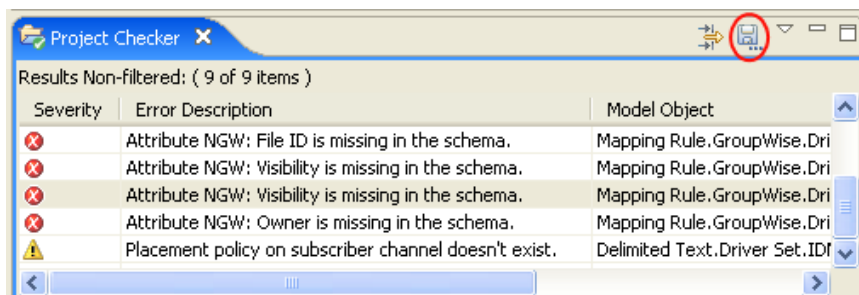 Project Checker
Results Non-filtered: ( 9 of 9 items )
Severity Error Description Model Object
Attribute NGW: File ID is missing in the schema. Mapping Rule.GroupWise.Dri
Attribute NGW: Visibility is missing in the schema. Mapping Rule.GroupWise.Dri
Attribute NGW: Visibility is missing in the schema. Mapping Rule.GroupWise.Dri
Attribute NGW: Owner is missing in the schema. Mapping Rule.GroupWise.Dri
Placement policy on subscriber channel doesn't exist. Delimited Text.Driver Set.IDM